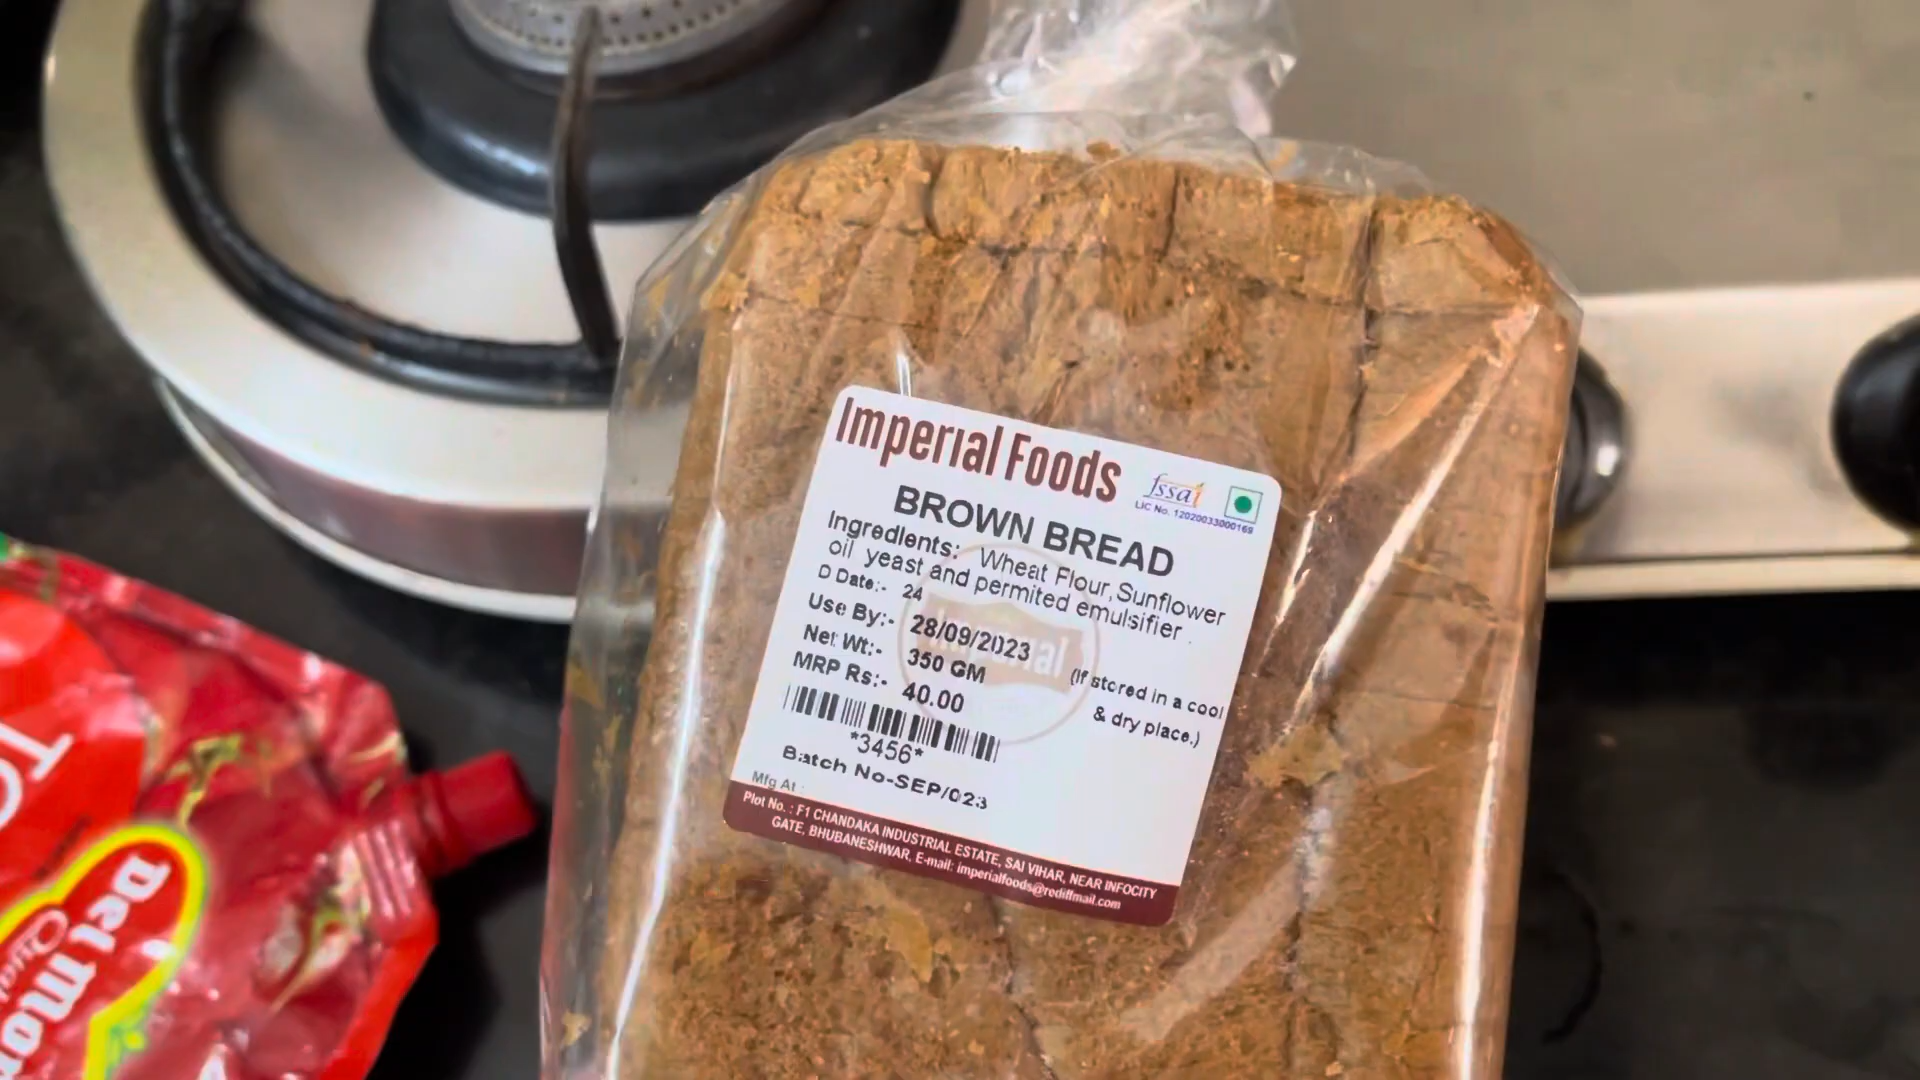 Imperial Foods
fssai
LIC No. 12020033000169
BROWN BREAD
Ingredients: Wheat Flour, Sunflower
oil yeast and permited emulsifier .
D Date:- 24
Use By:- 28/09/2023
Net Wt:- 350 GM
(If stored in a cool
& dry place.)
MRP Rs:- 40.00
*3456*
Batch No-SEP/023
Mfg At :
Plot No. : F1 CHANDAKA INDUSTRIAL ESTATE, SAI VIHAR, NEAR INFOCITY
GATE, BHUBANESHWAR, E-mail: imperialfoods@rediffmail.com
Imperial
Del Mon